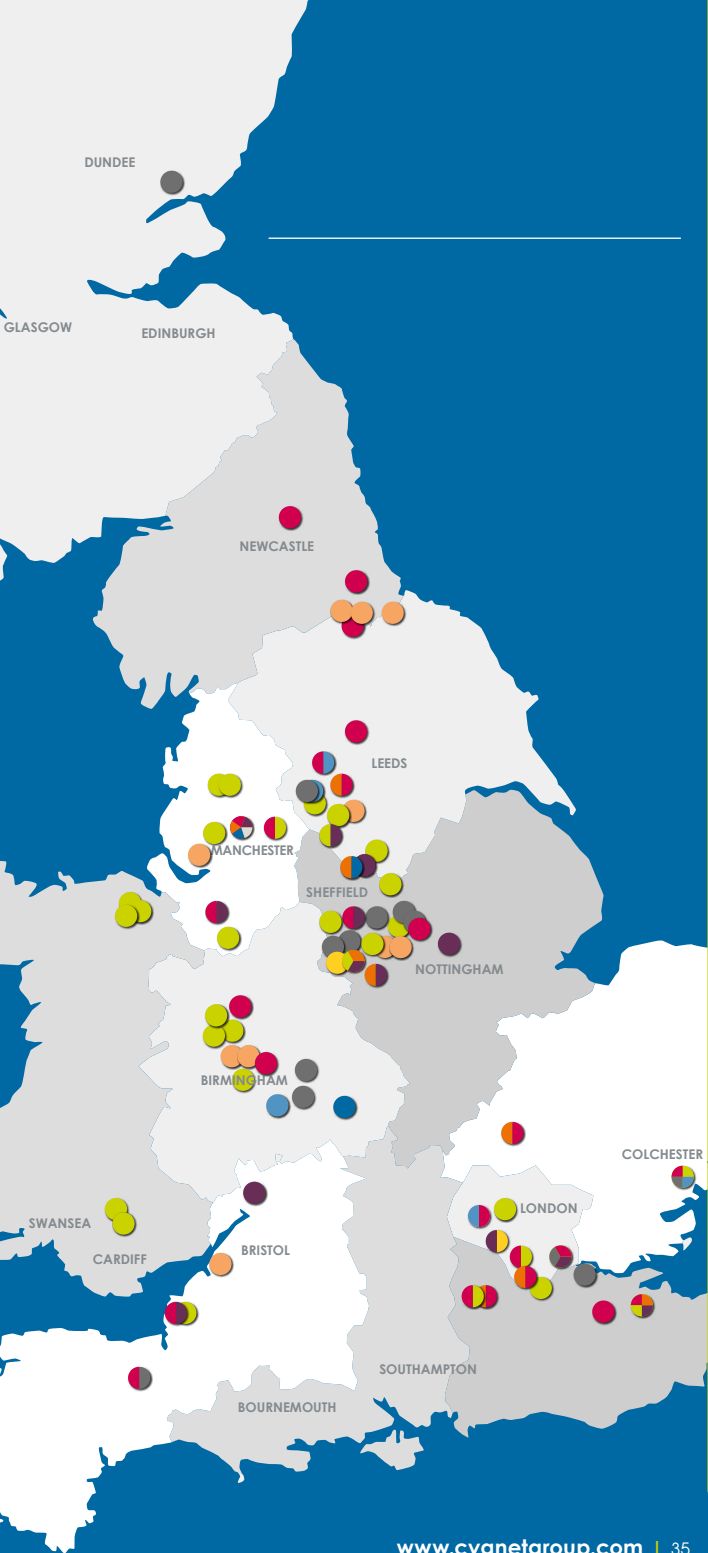 DUNDEE
GLASGOW
EDINBURGH
NEWCASTLE
LEEDS
MANCHESTER
SHEFFIELD
NOTTINGHAM
BIRMINGHAM
COLCHESTER
LONDON
SWANSEA
BRISTOL
CARDIFF
SOUTHAMPTON
BOURNEMOUTH
www.cygnetgroup.com | 35